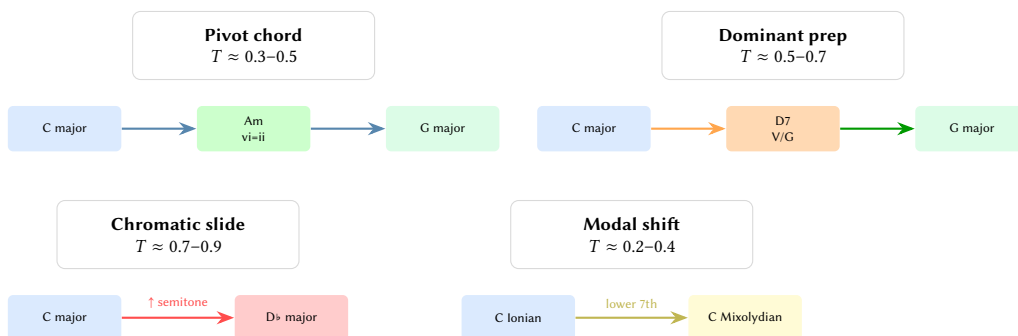 Pivot chord
T ≈ 0.3–0.5
Dominant prep
T ≈ 0.5–0.7
C major
Am
vi=ii
G major
C major
D7
V/G
G major
Chromatic slide
T ≈ 0.7–0.9
Modal shift
T ≈ 0.2–0.4
C major
↑ semitone
D♭ major
C Ionian
lower 7th
C Mixolydian